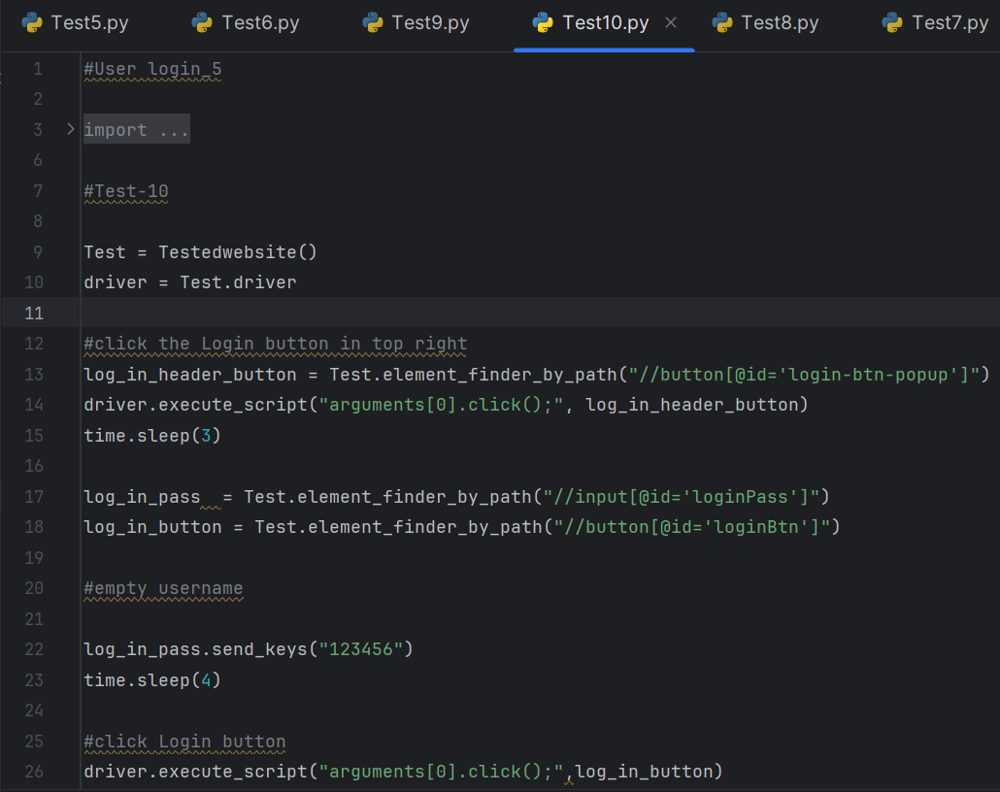 Test5.py Test6.py Test9.py Test10.py Test8.py Test7.py
1 #User login_5
2
3 import ...
6
7 #Test-10
8
9 Test = Testedwebsite()
10 driver = Test.driver
11
12 #click the Login button in top right
13 log_in_header_button = Test.element_finder_by_path("//button[@id='login-btn-popup']")
14 driver.execute_script("arguments[0].click();", log_in_header_button)
15 time.sleep(3)
16
17 log_in_pass  = Test.element_finder_by_path("//input[@id='loginPass']")
18 log_in_button = Test.element_finder_by_path("//button[@id='loginBtn']")
19
20 #empty username
21
22 log_in_pass.send_keys("123456")
23 time.sleep(4)
24
25 #click Login button
26 driver.execute_script("arguments[0].click();",log_in_button)